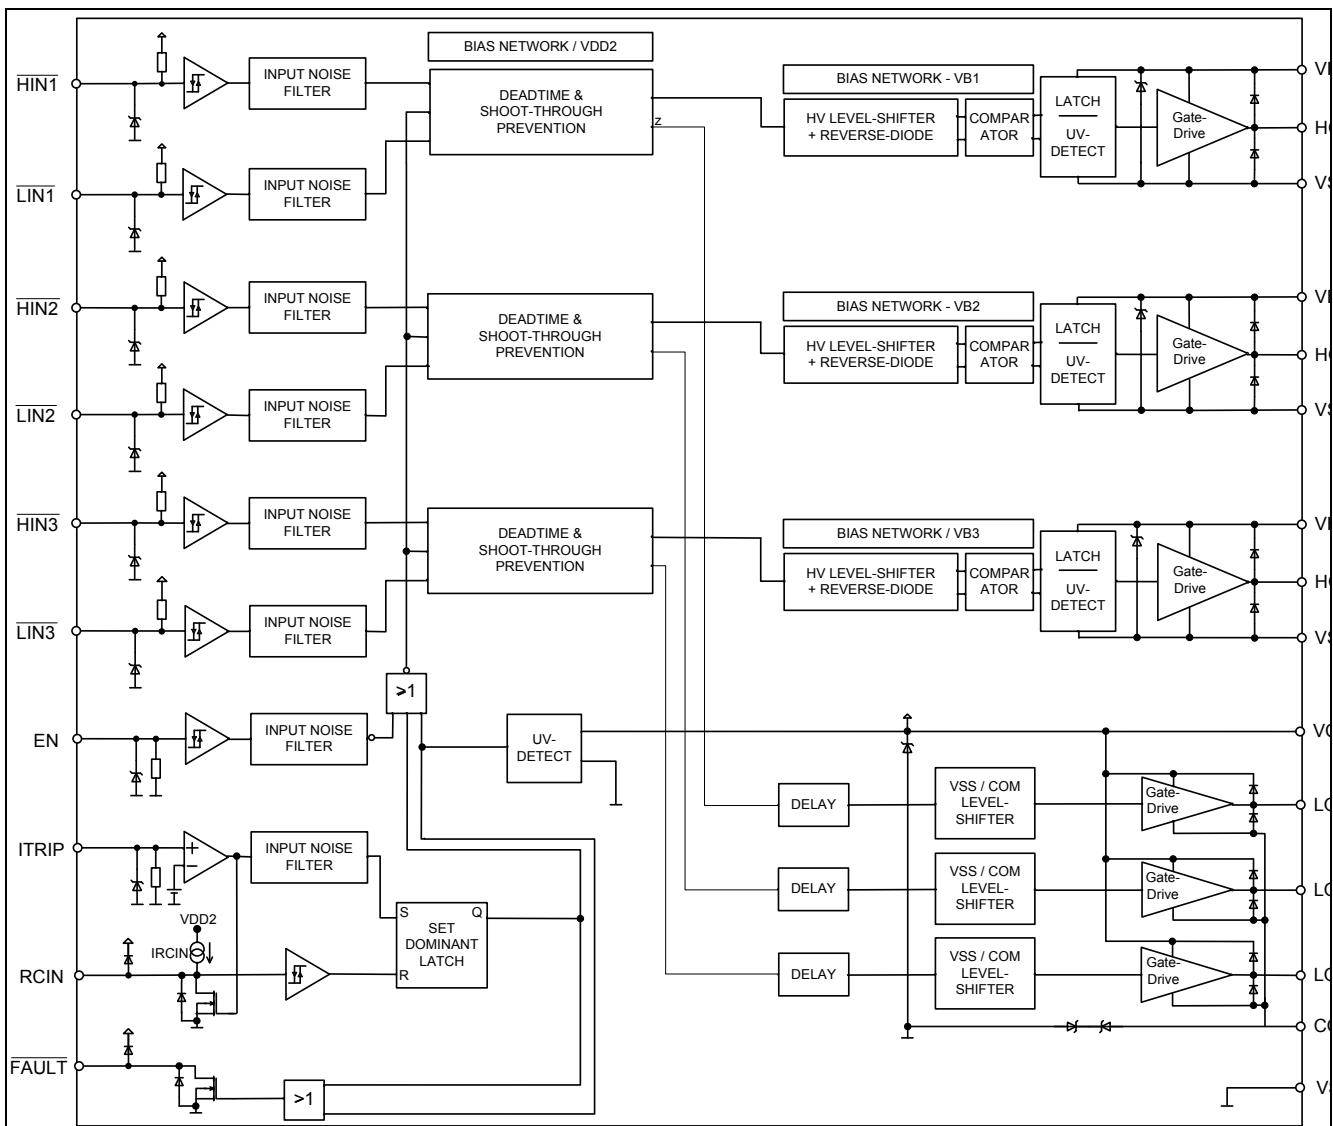 BIAS NETWORK / VDD2
HIN1
INPUT NOISE
FILTER
DEADTIME &
SHOOT-THROUGH
PREVENTION
Z
BIAS NETWORK - VB1
HV LEVEL-SHIFTER
+ REVERSE-DIODE
COMPAR
ATOR
LATCH
UV-
DETECT
Gate-
Drive
LIN1
INPUT NOISE
FILTER
HIN2
INPUT NOISE
FILTER
DEADTIME &
SHOOT-THROUGH
PREVENTION
BIAS NETWORK - VB2
HV LEVEL-SHIFTER
+ REVERSE-DIODE
COMPAR
ATOR
LATCH
UV-
DETECT
Gate-
Drive
LIN2
INPUT NOISE
FILTER
HIN3
INPUT NOISE
FILTER
DEADTIME &
SHOOT-THROUGH
PREVENTION
BIAS NETWORK / VB3
HV LEVEL-SHIFTER
+ REVERSE-DIODE
COMPAR
ATOR
LATCH
UV-
DETECT
Gate-
Drive
LIN3
INPUT NOISE
FILTER
>1
EN
INPUT NOISE
FILTER
UV-
DETECT
DELAY
VSS / COM
LEVEL-
SHIFTER
Gate-
Drive
ITRIP
+
−
INPUT NOISE
FILTER
DELAY
VSS / COM
LEVEL-
SHIFTER
Gate-
Drive
VDD2
IRCIN
S
Q
SET
DOMINANT
LATCH
R
RCIN
DELAY
VSS / COM
LEVEL-
SHIFTER
Gate-
Drive
FAULT
>1